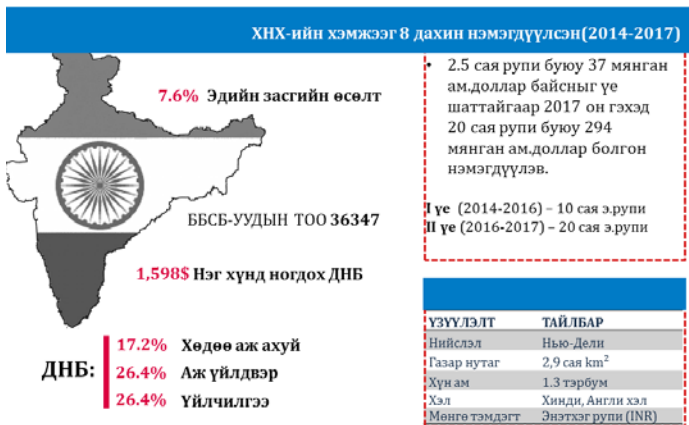 ХНХ-ийн хэмжээг 8 дахин нэмэгдүүлсэн(2014-2017)
7.6% Эдийн засгийн өсөлт
ББСБ-УУДЫН ТОО 36347
1,598$ Нэг хүнд ногдох ДНБ
ДНБ:
17.2% Хөдөө аж ахуй
26.4% Аж үйлдвэр
26.4% Үйлчилгээ
• 2.5 сая рупи буюу 37 мянган
ам.доллар байсныг үе
шаттайгаар 2017 он гэхэд
20 сая рупи буюу 294
мянган ам.доллар болгон
нэмэгдүүлэв.
I үе (2014-2016) – 10 сая э.рупи
II үе (2016-2017) – 20 сая э.рупи
ҮЗҮҮЛЭЛТ ТАЙЛБАР
Нийслэл Нью-Дели
Газар нутаг 2,9 сая km²
Хүн ам 1.3 тэрбум
Хэл Хинди, Англи хэл
Мөнгө тэмдэгт Энэтхэг рупи (INR)